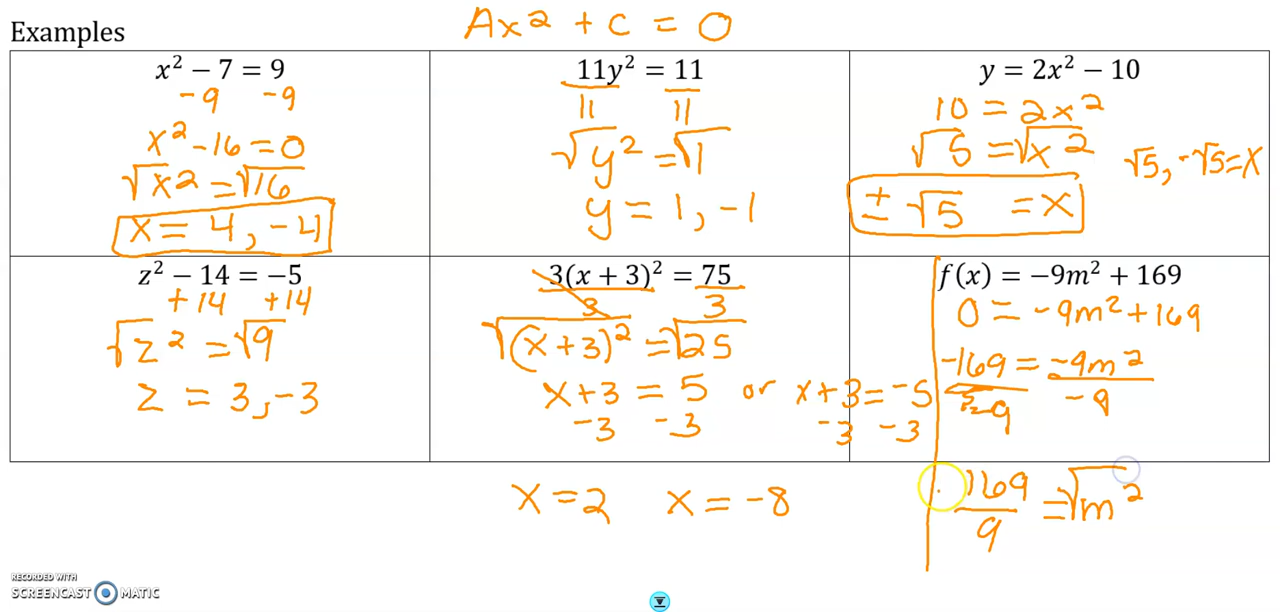 Examples
Ax² + C = 0
x² − 7 = 9
-9 -9
x² - 16 = 0
√x² = √16
x = 4, -4
11y² = 11
11 11
√y² = √1
y = 1, -1
y = 2x² − 10
10 = 2x²
√5 = √x²
√5, -√5 = x
± √5 = x
z² − 14 = −5
+14 +14
√z² = √9
z = 3, -3
3(x + 3)² = 75
3 3
√(x+3)² = √25
x+3 = 5 or x+3 = -5
-3 -3 -3 -3
x = 2 x = -8
f(x) = −9m² + 169
0 = -9m² + 169
-169 = -9m²
-9 -9
169 = √m²
9
RECORDED WITH
SCREENCAST MATIC